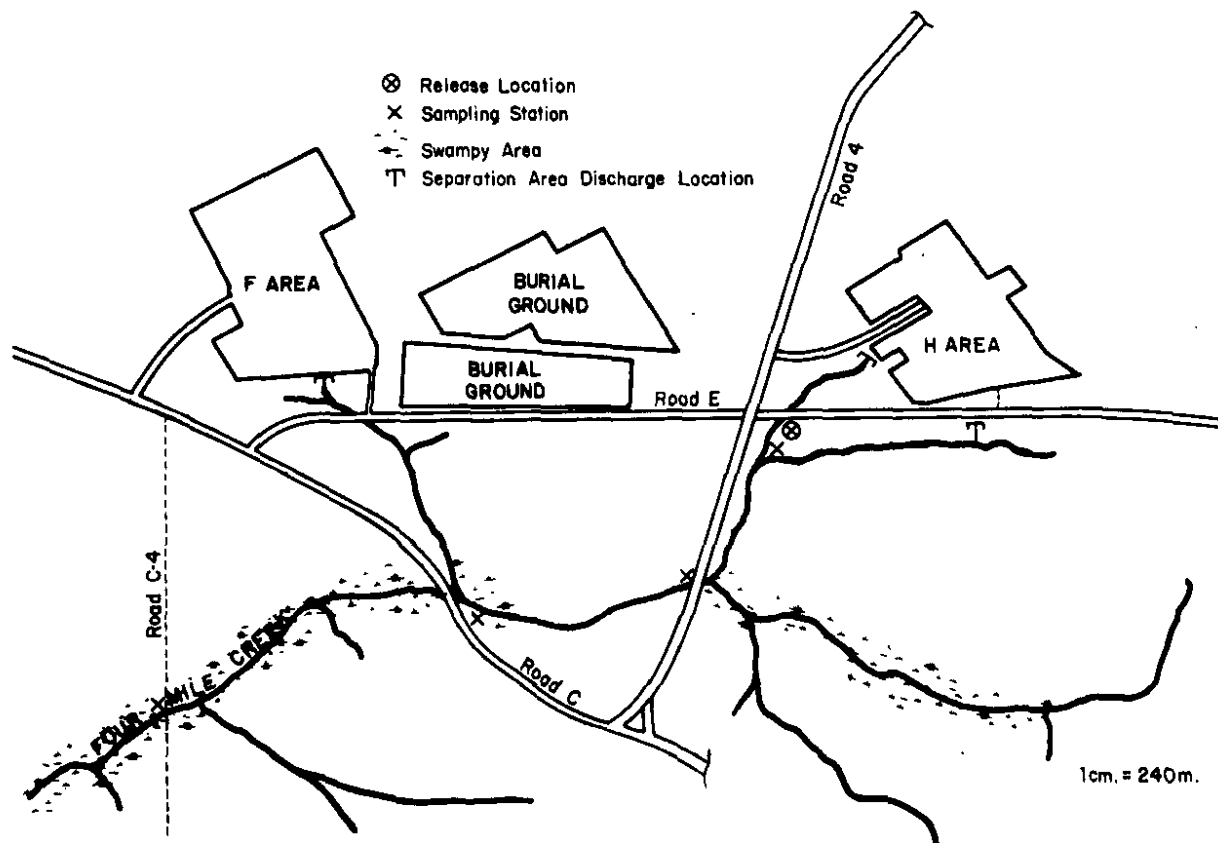 Release Location
Sampling Station
Swampy Area
Separation Area Discharge Location
Road 4
F AREA
BURIAL
GROUND
H AREA
BURIAL
GROUND
Road E
Road C-4
FOUR MILE CREEK
Road C
1cm. = 240m.